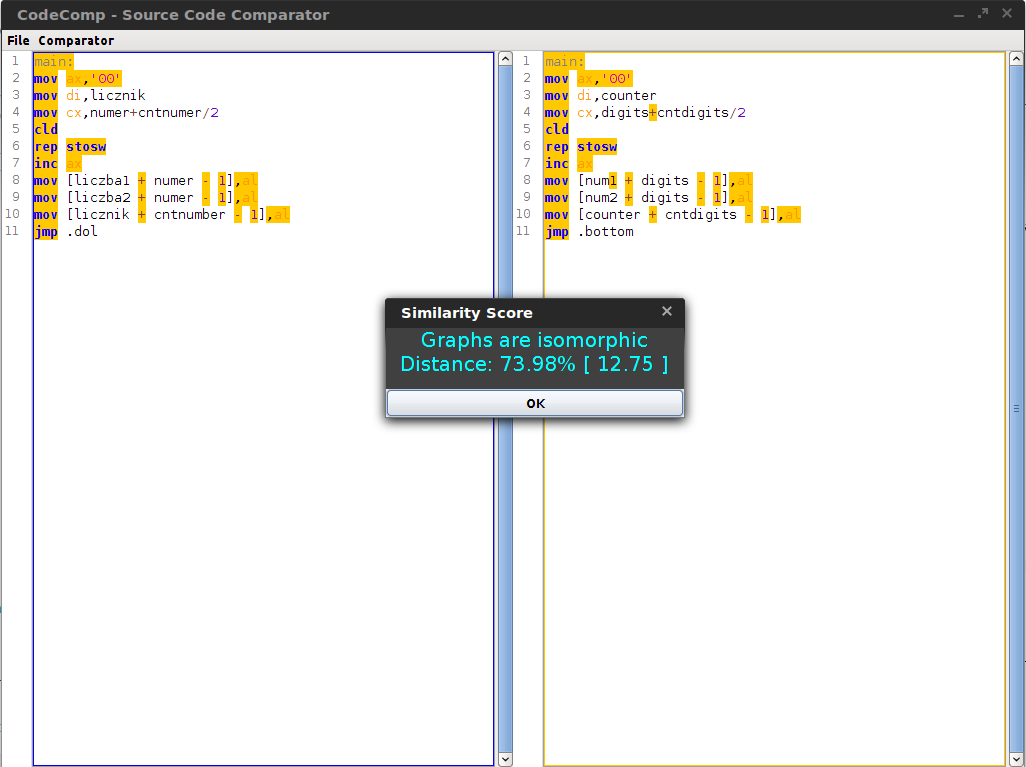 CodeComp - Source Code Comparator
File Comparator
1 main:
2 mov ax,'00'
3 mov di,licznik
4 mov cx,numer+cntnumer/2
5 cld
6 rep stosw
7 inc ax
8 mov [liczba1 + numer - 1],al
9 mov [liczba2 + numer - 1],al
10 mov [licznik + cntnumber - 1],al
11 jmp .dol
1 main:
2 mov ax,'00'
3 mov di,counter
4 mov cx,digits+cntdigits/2
5 cld
6 rep stosw
7 inc ax
8 mov [num1 + digits - 1],al
9 mov [num2 + digits - 1],al
10 mov [counter + cntdigits - 1],al
11 jmp .bottom
Similarity Score
Graphs are isomorphic
Distance: 73.98% [ 12.75 ]
OK